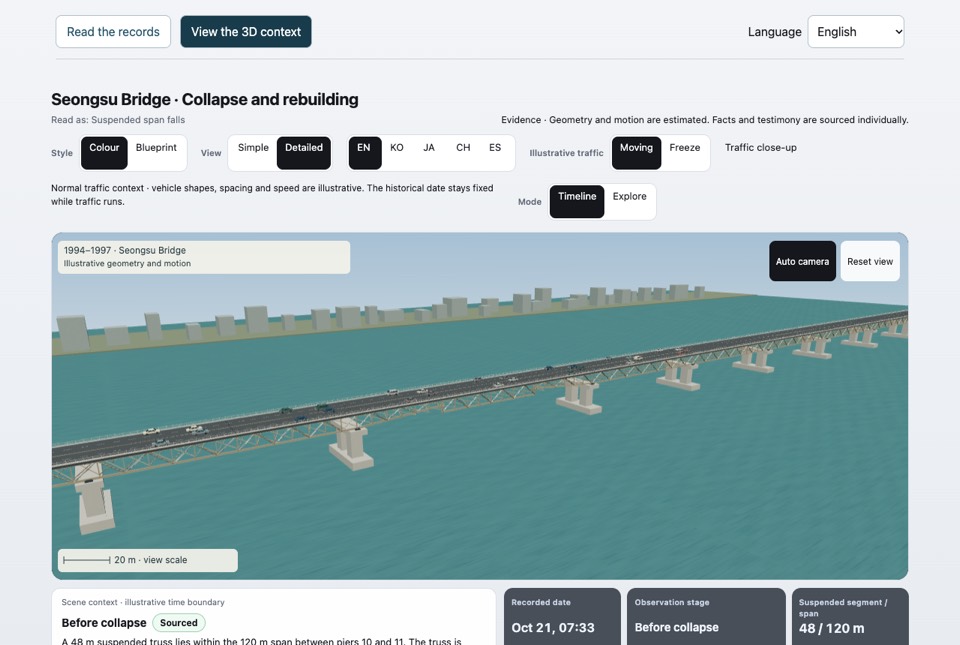 Read the records
View the 3D context
Language
English
Seongsu Bridge · Collapse and rebuilding
Read as: Suspended span falls
Evidence · Geometry and motion are estimated. Facts and testimony are sourced individually.
Style
Colour
Blueprint
View
Simple
Detailed
EN
KO
JA
CH
ES
Illustrative traffic
Moving
Freeze
Traffic close-up
Normal traffic context · vehicle shapes, spacing and speed are illustrative. The historical date stays fixed
while traffic runs.
Mode
Timeline
Explore
1994–1997 · Seongsu Bridge
Illustrative geometry and motion
Auto camera
Reset view
20 m · view scale
Scene context · illustrative time boundary
Before collapse
Sourced
A 48 m suspended truss lies within the 120 m span between piers 10 and 11. The truss is
Recorded date
Oct 21, 07:33
Observation stage
Before collapse
Suspended segment /
span
48 / 120 m